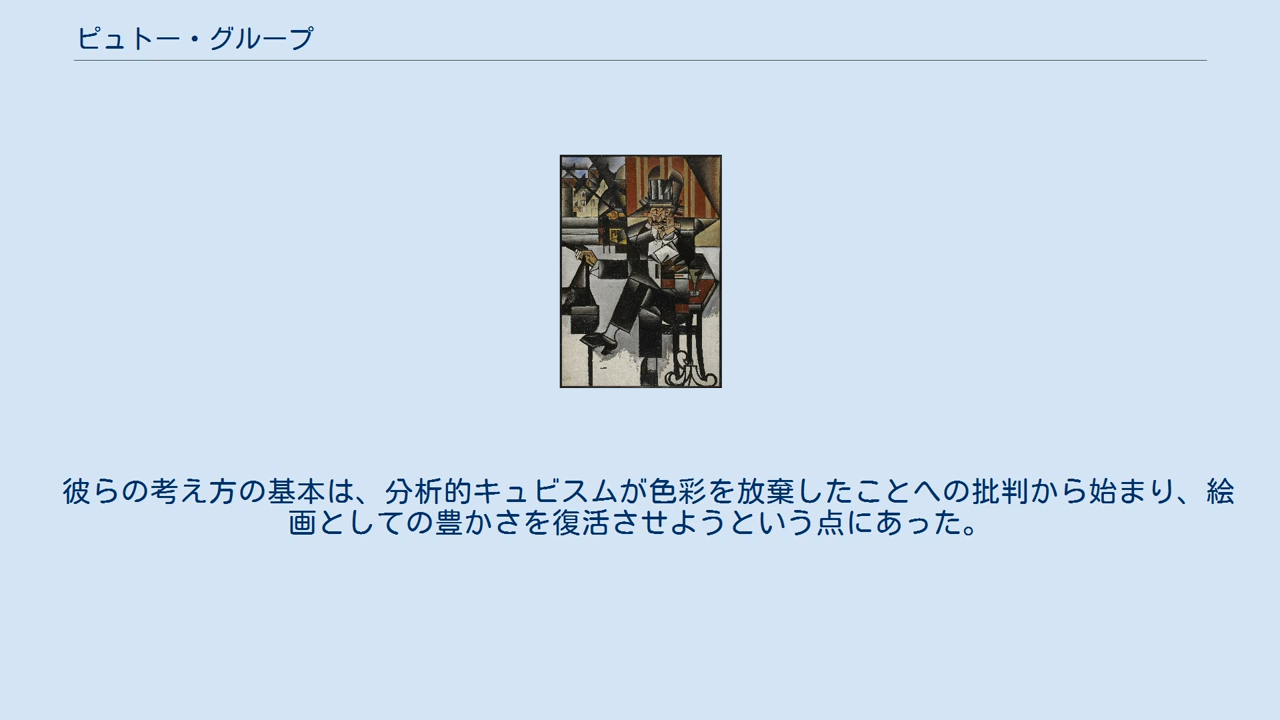 ピュトー・グループ
彼らの考え方の基本は、分析的キュビスムが色彩を放棄したことへの批判から始まり、絵
画としての豊かさを復活させようという点にあった。